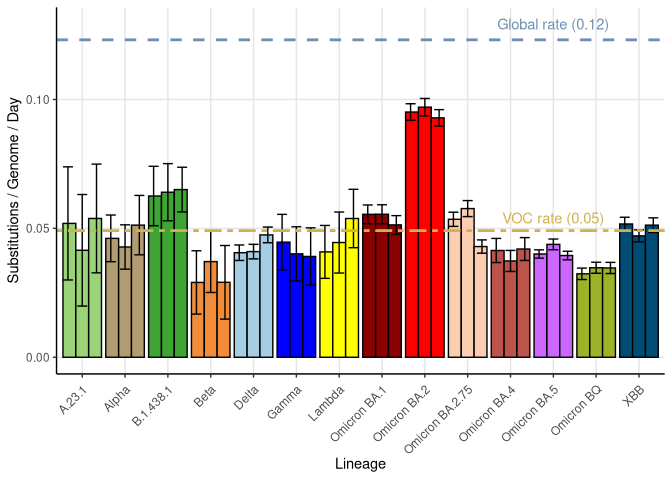 Global rate (0.12)
0.10
VOC rate (0.05)
0.05
0.00
Substitutions / Genome / Day
A.23.1
Alpha
B.1.438.1
Beta
Delta
Gamma
Lambda
Omicron BA.1
Omicron BA.2
Omicron BA.2.75
Omicron BA.4
Omicron BA.5
Omicron BQ
XBB
Lineage